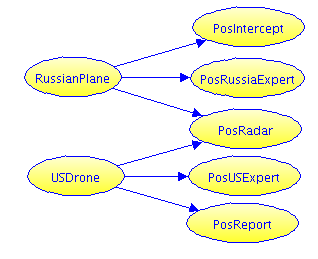 PosIntercept
RussianPlane
PosRussiaExpert
PosRadar
USDrone
PosUSExpert
PosReport